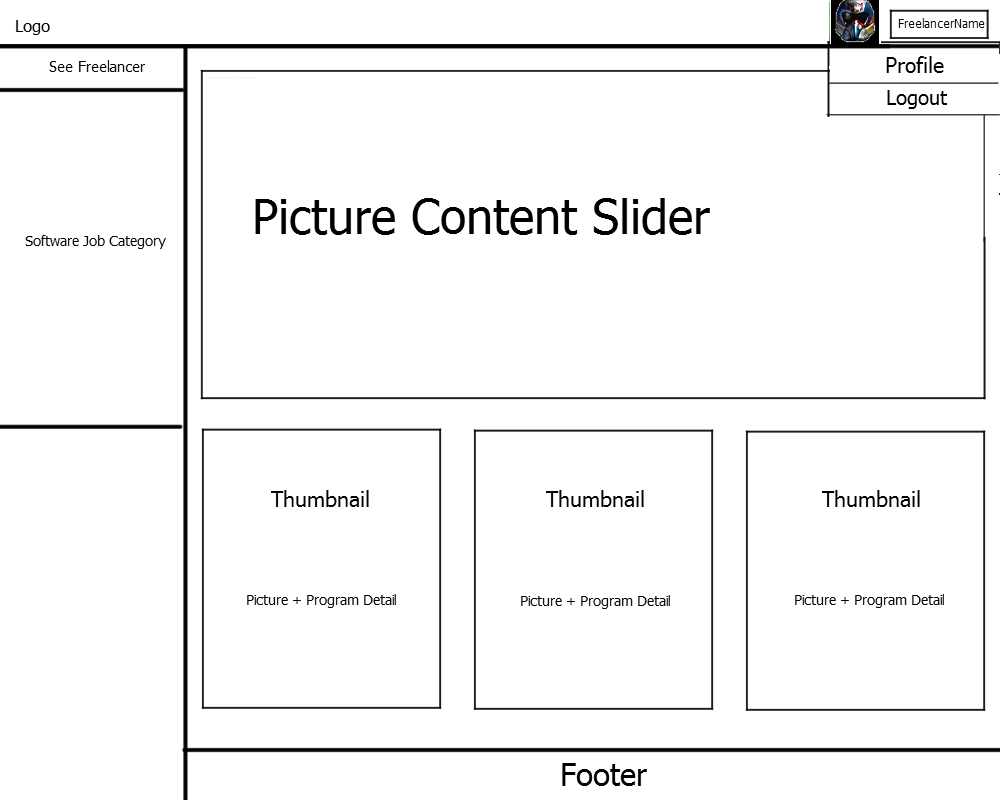 Logo
FreelancerName
See Freelancer
Profile
Logout
Picture Content Slider
Software Job Category
Thumbnail
Thumbnail
Thumbnail
Picture + Program Detail
Picture + Program Detail
Picture + Program Detail
Footer